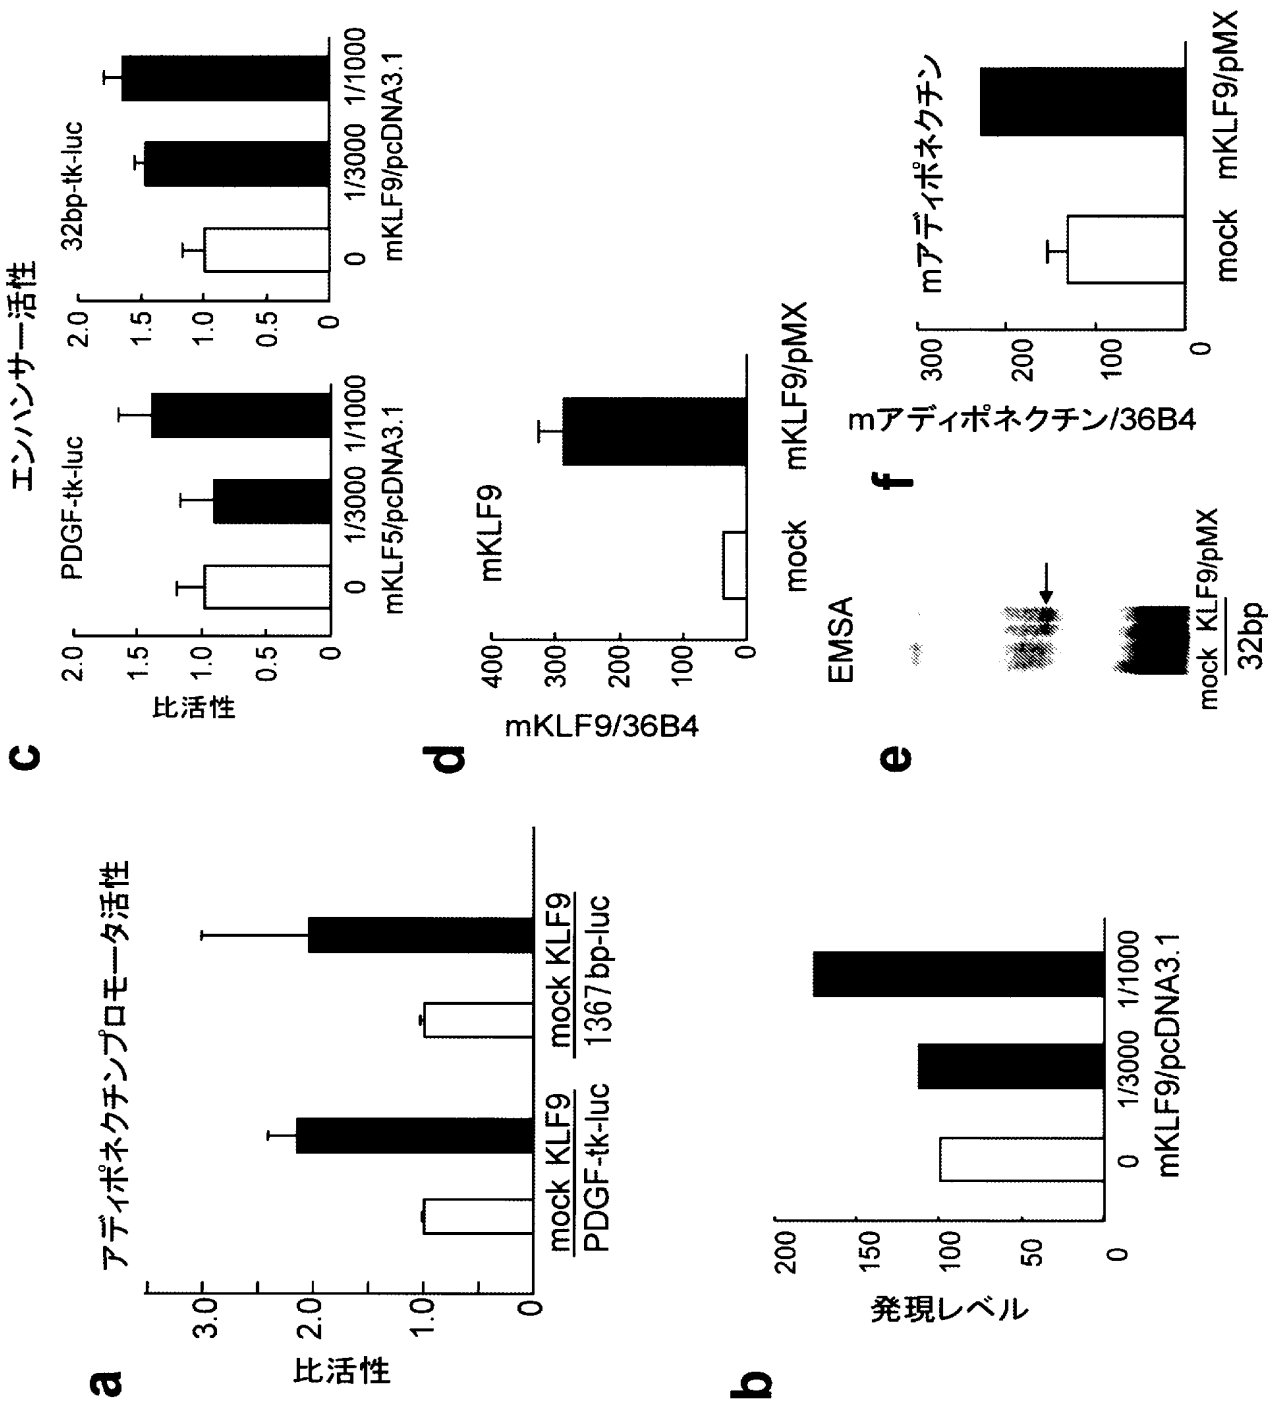 a
アディポネクチンプロモータ活性
比活性
3.0
2.0
1.0
0
mock KLF9 mock KLF9
PDGF-tk-luc 1367bp-luc
b
発現レベル
200
150
100
50
0
0 1/3000 1/1000
mKLF9/pcDNA3.1
c
エンハンサー活性
PDGF-tk-luc
比活性
2.0
1.5
1.0
0.5
0
0 1/3000 1/1000
mKLF5/pcDNA3.1
32bp-tk-luc
2.0
1.5
1.0
0.5
0
0 1/3000 1/1000
mKLF9/pcDNA3.1
d
mKLF9
mKLF9/36B4
400
300
200
100
0
mock mKLF9/pMX
e
EMSA
mock KLF9/pMX
32bp
f
mアディポネクチン
mアディポネクチン/36B4
300
200
100
0
mock mKLF9/pMX